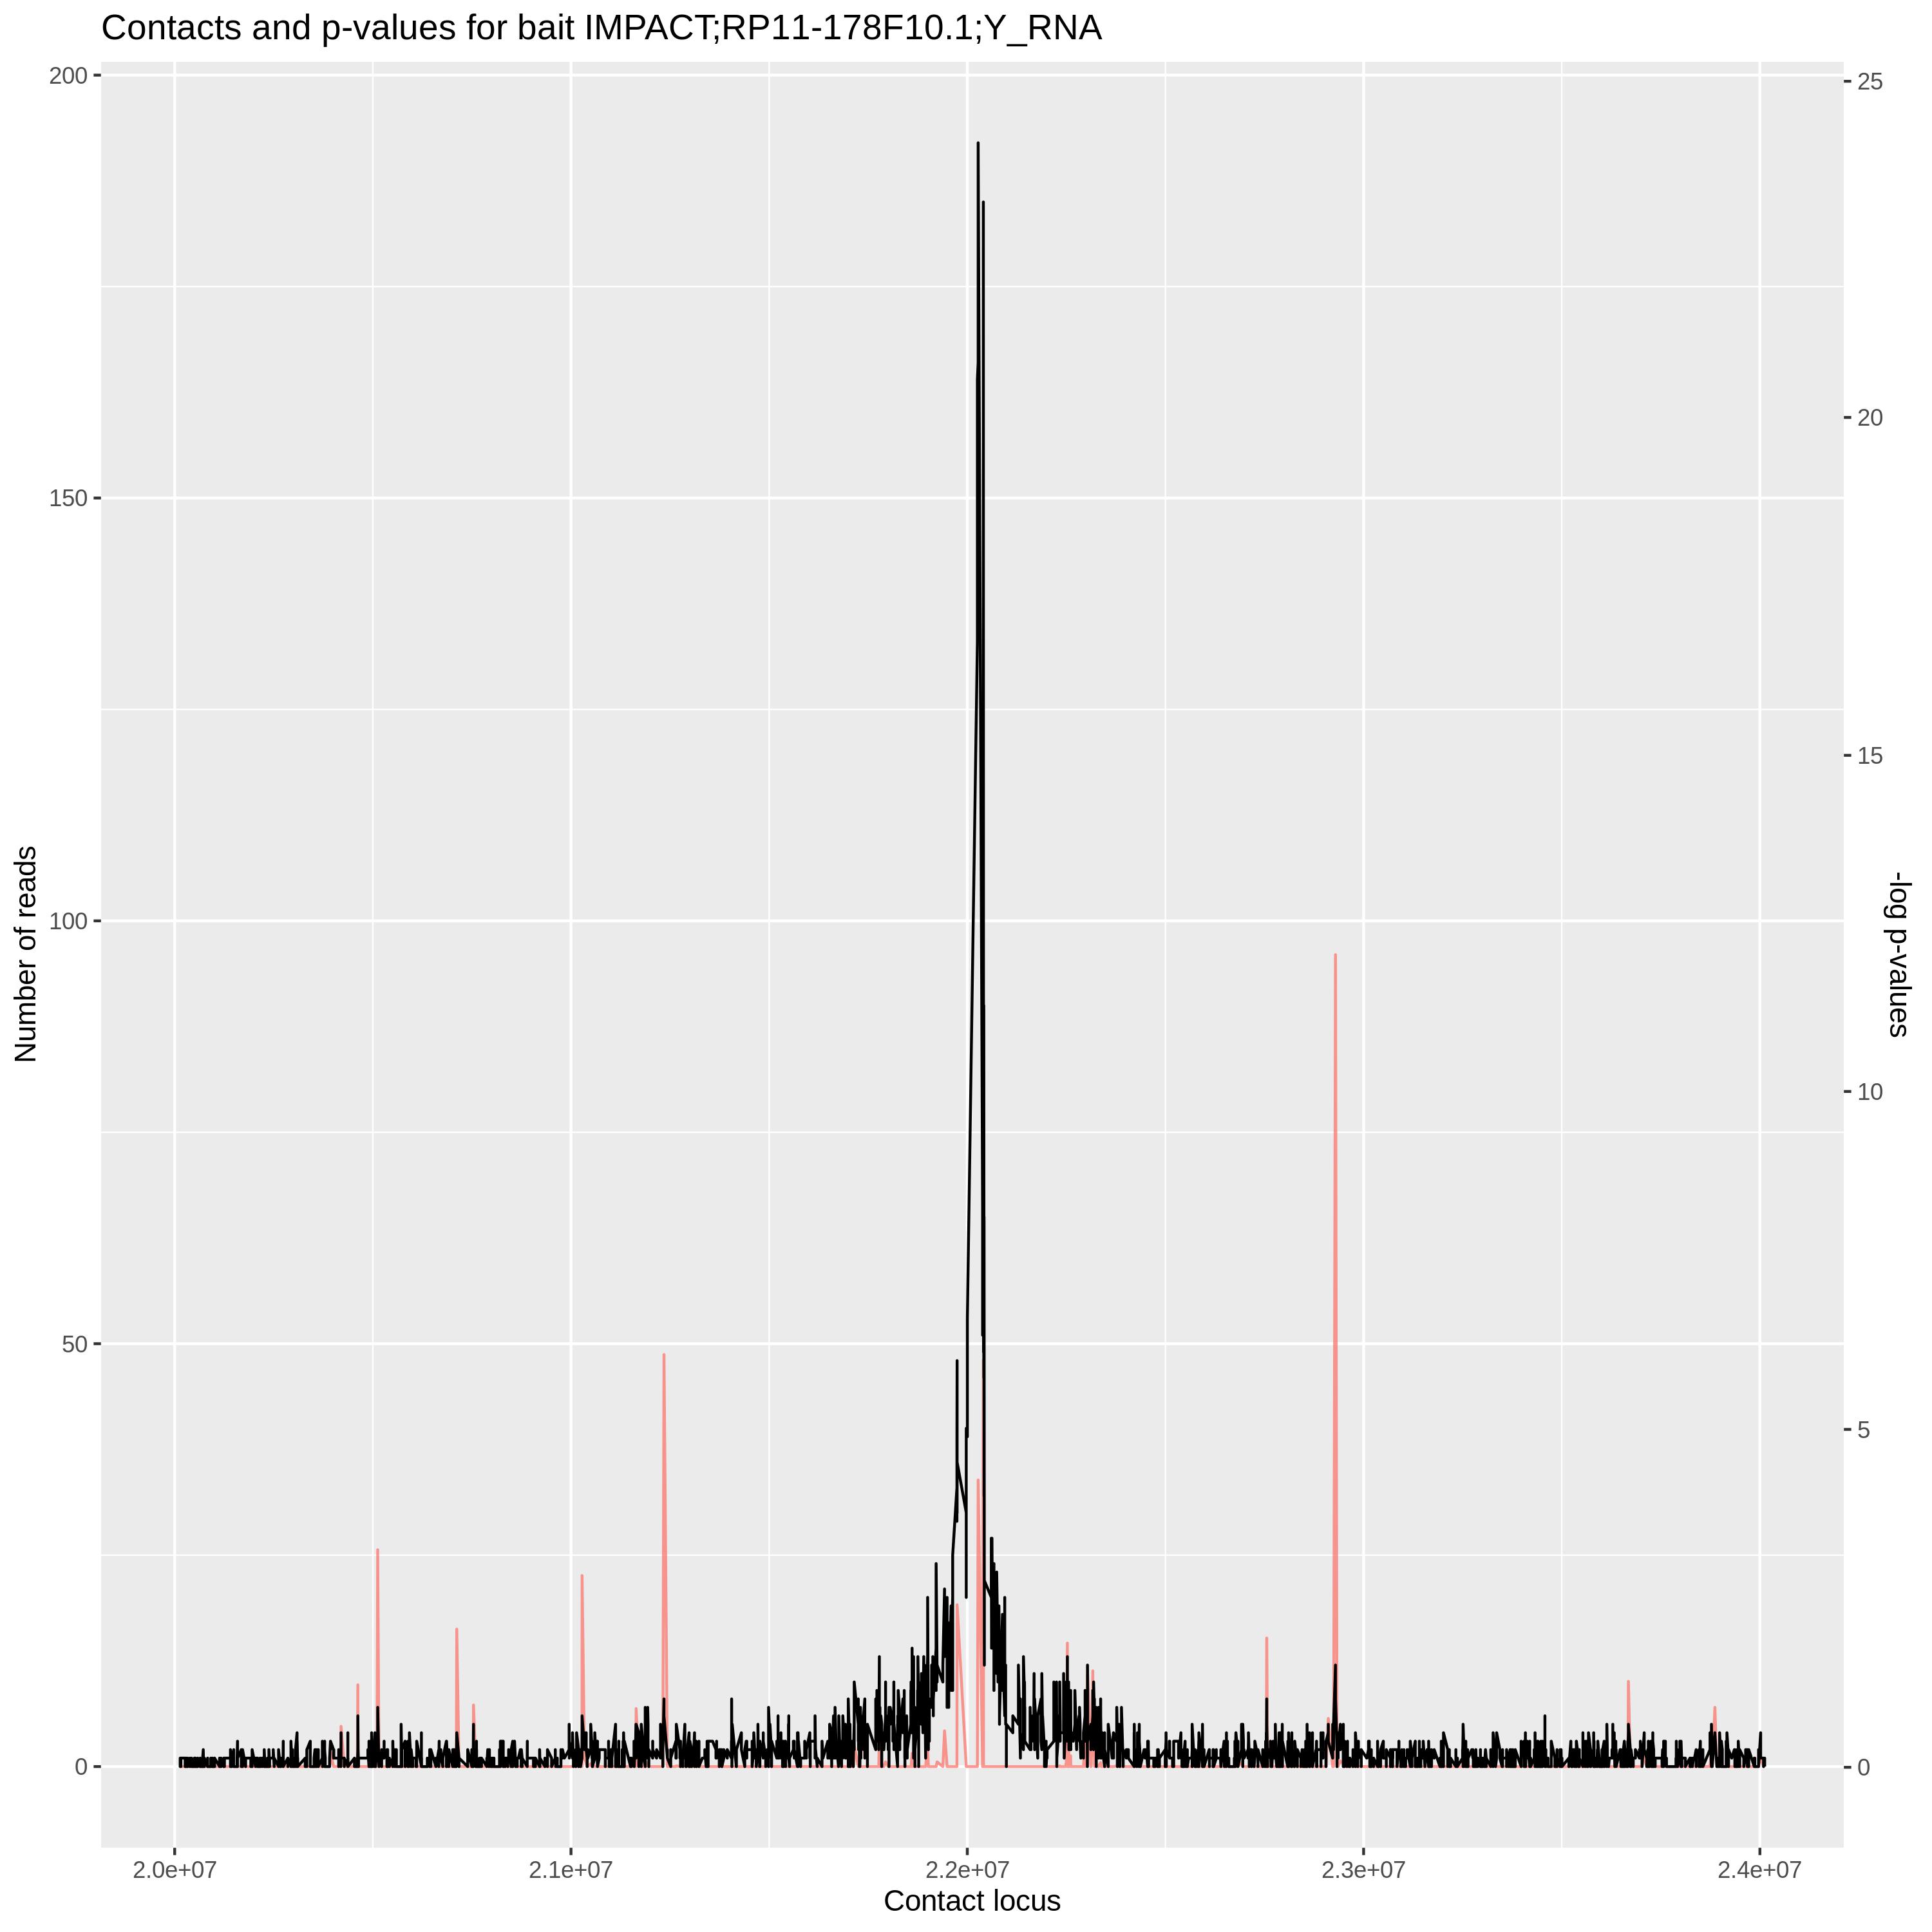 Contacts and p-values for bait IMPACT;RP11-178F10.1;Y_RNA
200
150
100
50
0
Number of reads
25
20
15
10
5
0
-log p-values
2.0e+07
2.1e+07
2.2e+07
2.3e+07
2.4e+07
Contact locus